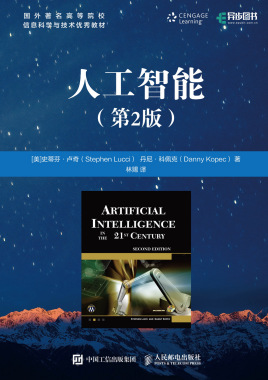 国外著名高等院校
信息科学与技术优秀教材
CENGAGE
Learning
异步图书
人工智能
（第2版）
[美]史蒂芬·卢奇（Stephen Lucci） 丹尼·科佩克（Danny Kopec） 著
林赐 译
ARTIFICIAL
INTELLIGENCE
IN THE
21ST CENTURY
SECOND EDITION
中国工信出版集团
人民邮电出版社
POSTS & TELECOM PRESS